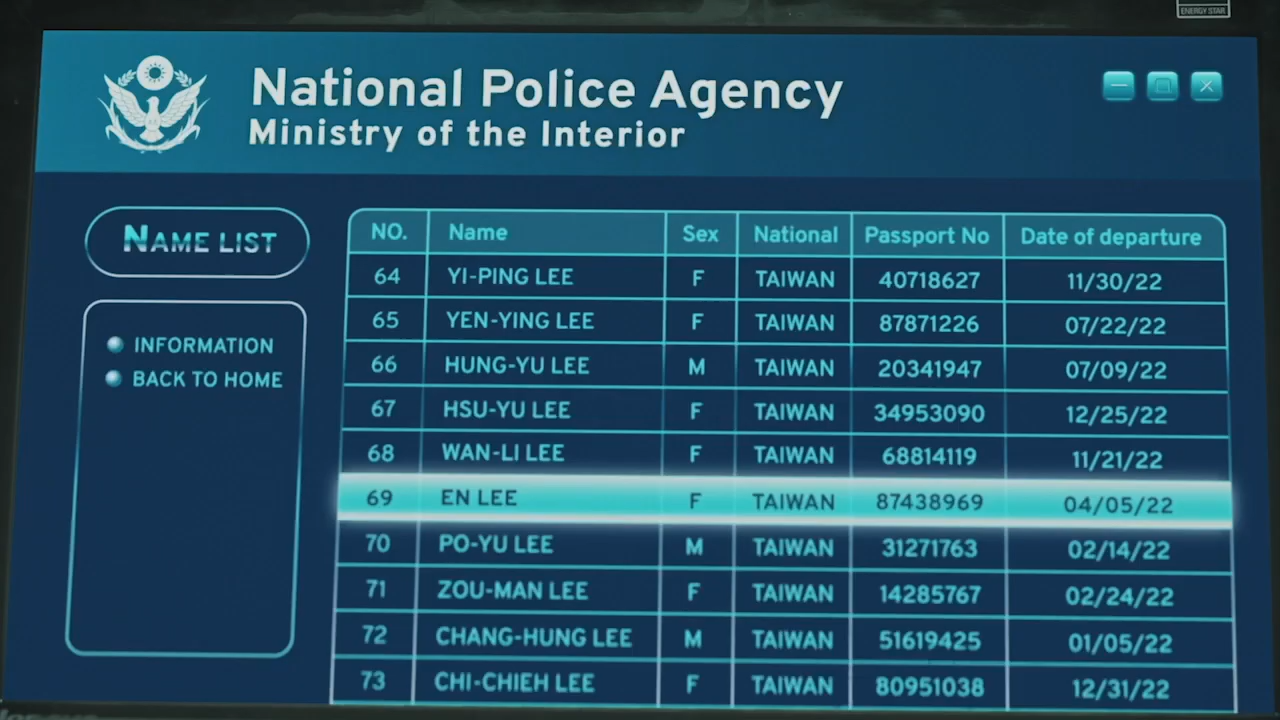 ENERGY STAR
National Police Agency
Ministry of the Interior
NAME LIST
INFORMATION
BACK TO HOME
NO. Name Sex National Passport No Date of departure
64 YI-PING LEE F TAIWAN 40718627 11/30/22
65 YEN-YING LEE F TAIWAN 87871226 07/22/22
66 HUNG-YU LEE M TAIWAN 20341947 07/09/22
67 HSU-YU LEE F TAIWAN 34953090 12/25/22
68 WAN-LI LEE F TAIWAN 68814119 11/21/22
69 EN LEE F TAIWAN 87438969 04/05/22
70 PO-YU LEE M TAIWAN 31271763 02/14/22
71 ZOU-MAN LEE F TAIWAN 14285767 02/24/22
72 CHANG-HUNG LEE M TAIWAN 51619425 01/05/22
73 CHI-CHIEH LEE F TAIWAN 80951038 12/31/22